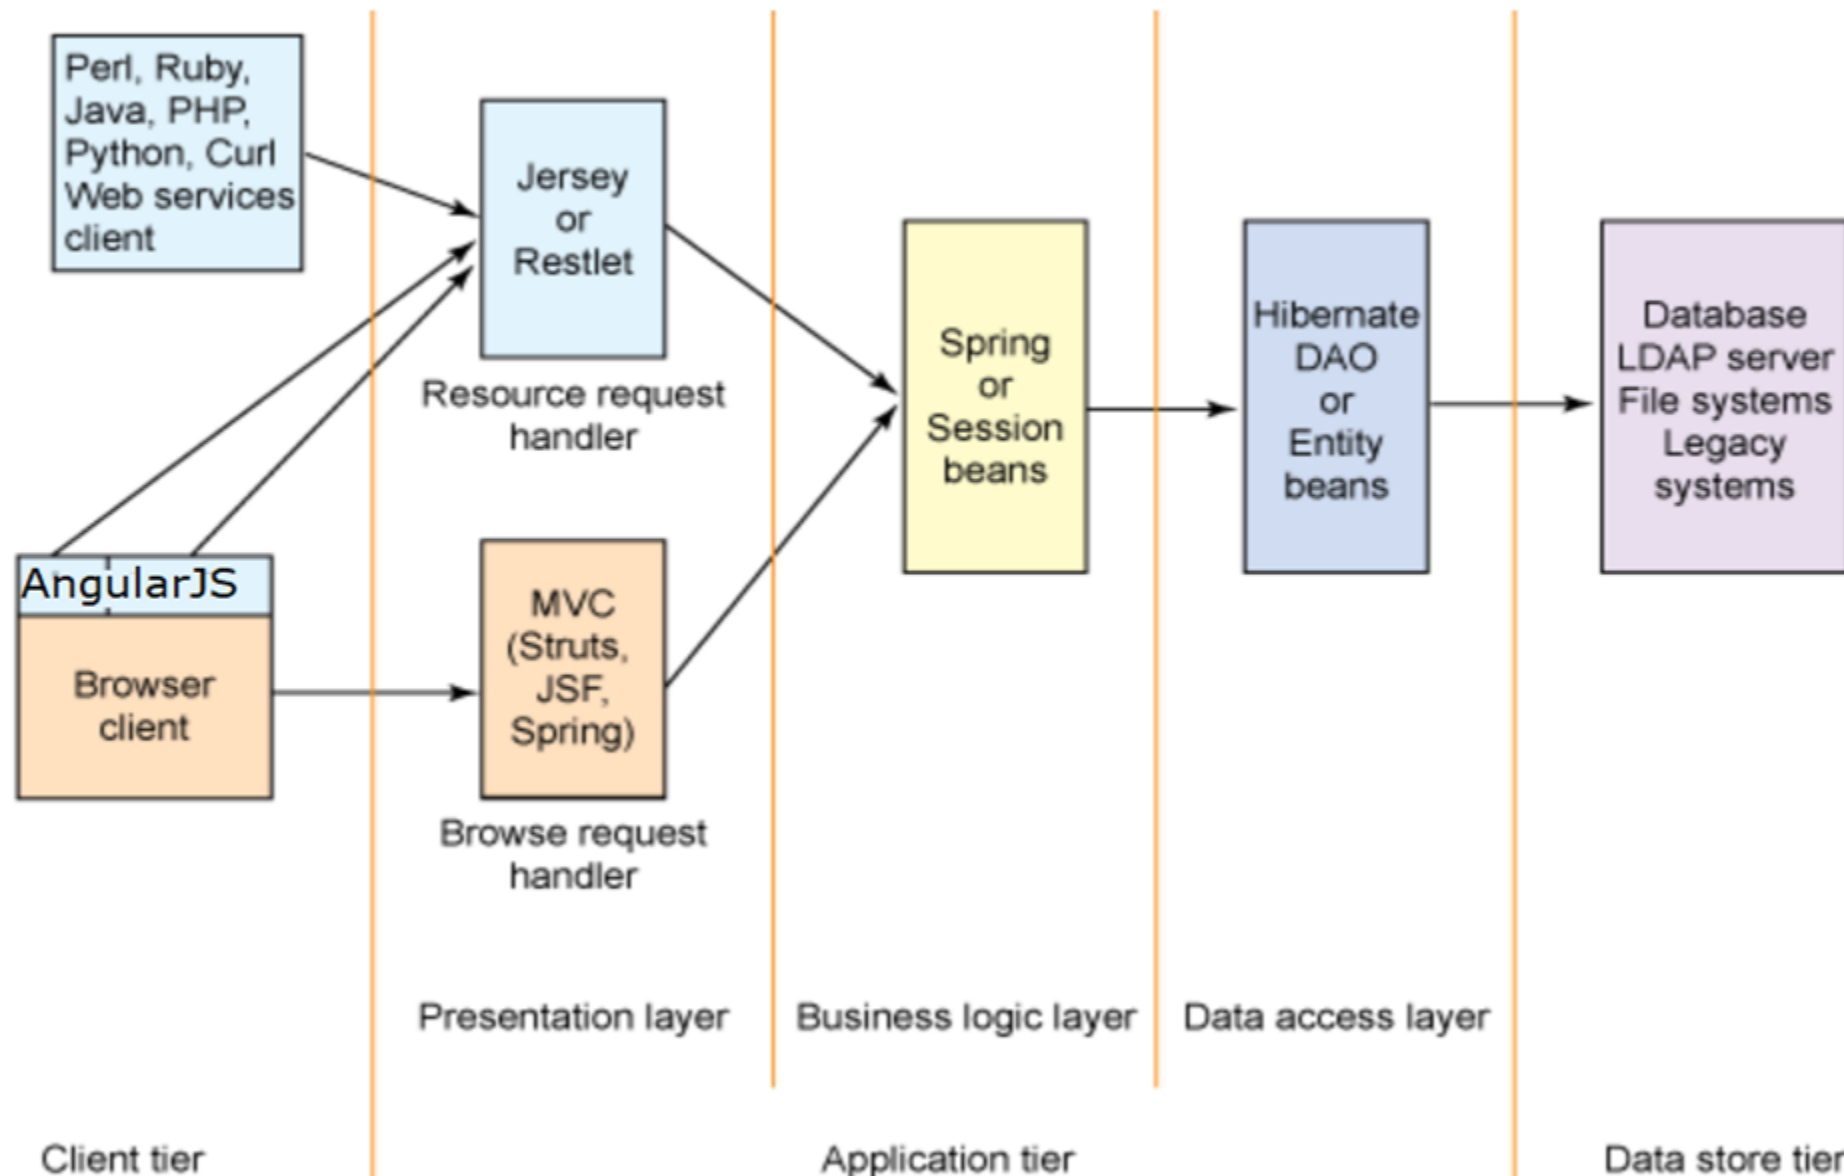 Perl, Ruby,
Java, PHP,
Python, Curl
Web services
client
Jersey
or
Restlet
Resource request
handler
AngularJS
Browser
client
MVC
(Struts,
JSF,
Spring)
Browse request
handler
Spring
or
Session
beans
Hibernate
DAO
or
Entity
beans
Database
LDAP server
File systems
Legacy
systems
Presentation layer
Business logic layer
Data access layer
Client tier
Application tier
Data store tier